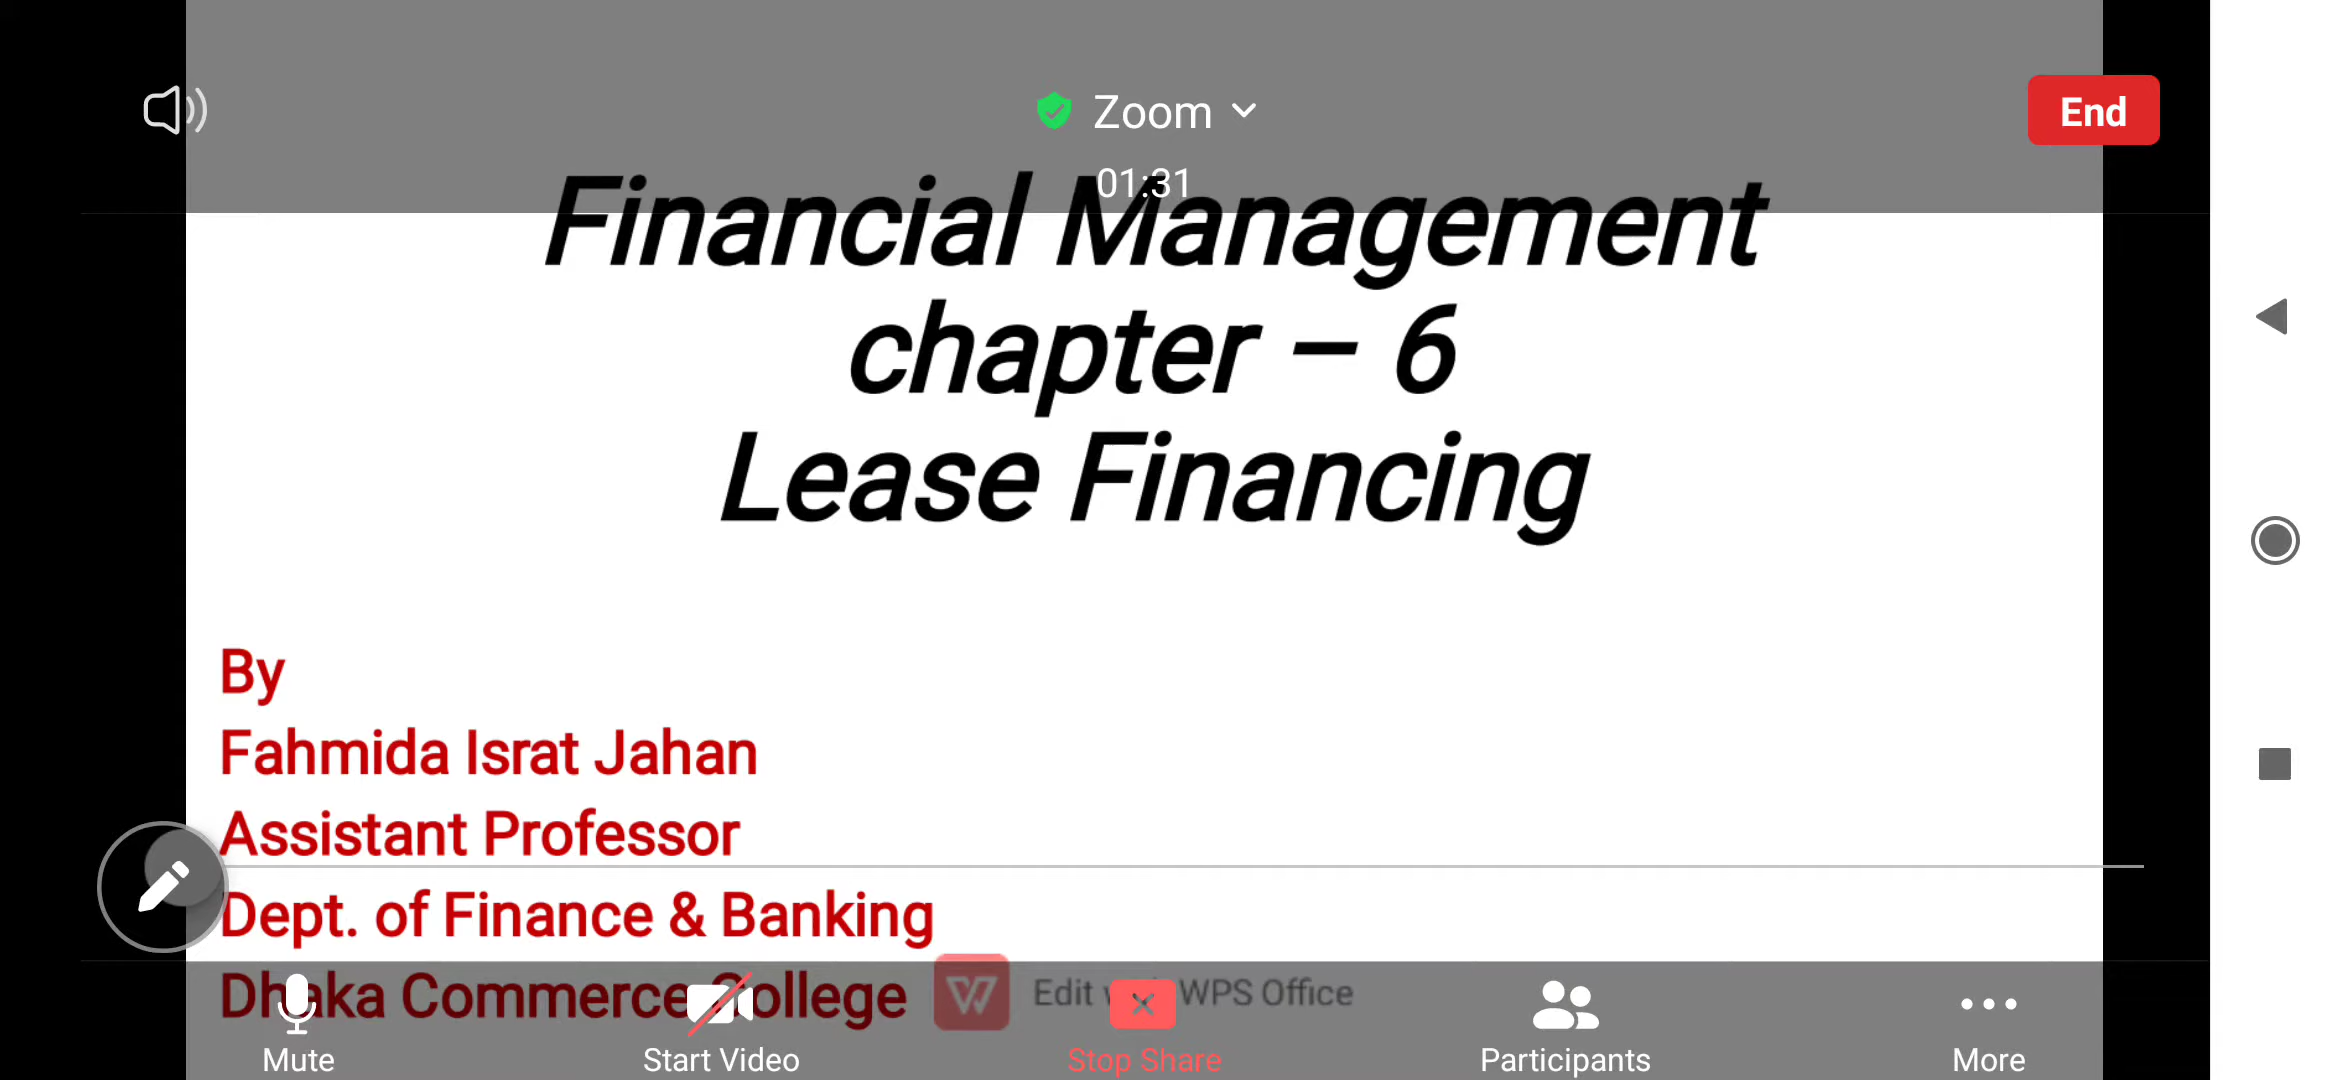 Zoom
End
01:31
Financial Management
chapter – 6
Lease Financing
By
Fahmida Israt Jahan
Assistant Professor
Dept. of Finance & Banking
Dhaka Commerce College
Edit WPS Office
Mute
Start Video
Stop Share
Participants
More